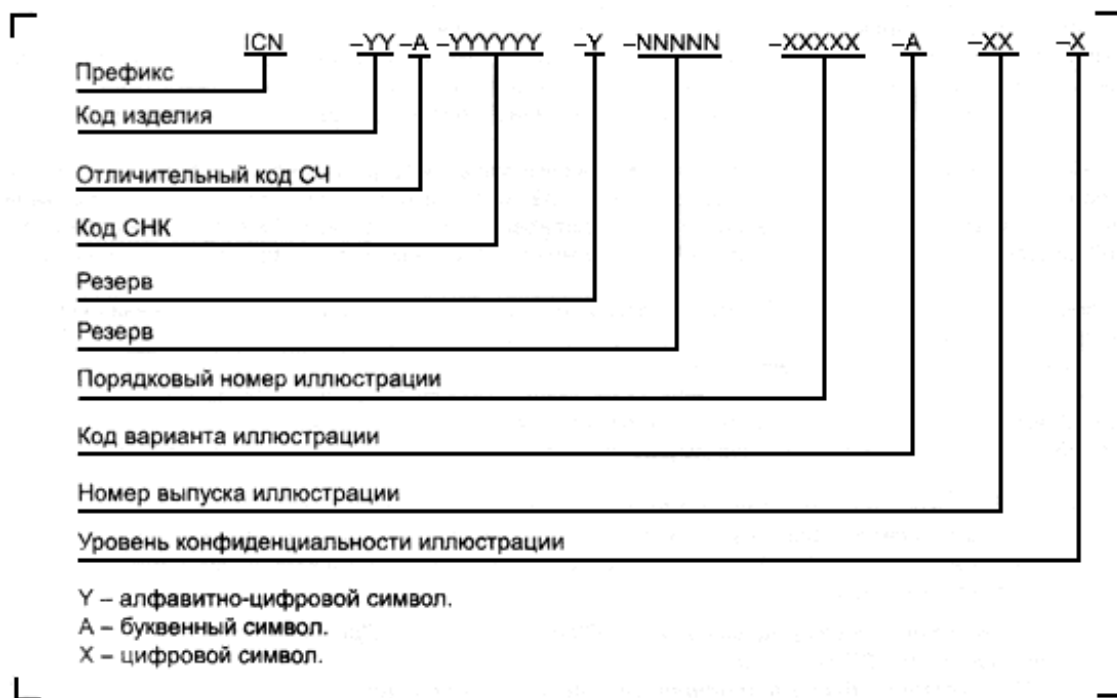 ICN –YY –A –YYYYYY –Y –NNNNN –XXXXX –A –XX –X
Префикс
Код изделия
Отличительный код СЧ
Код СНК
Резерв
Резерв
Порядковый номер иллюстрации
Код варианта иллюстрации
Номер выпуска иллюстрации
Уровень конфиденциальности иллюстрации
Y – алфавитно-цифровой символ.
А – буквенный символ.
X – цифровой символ.